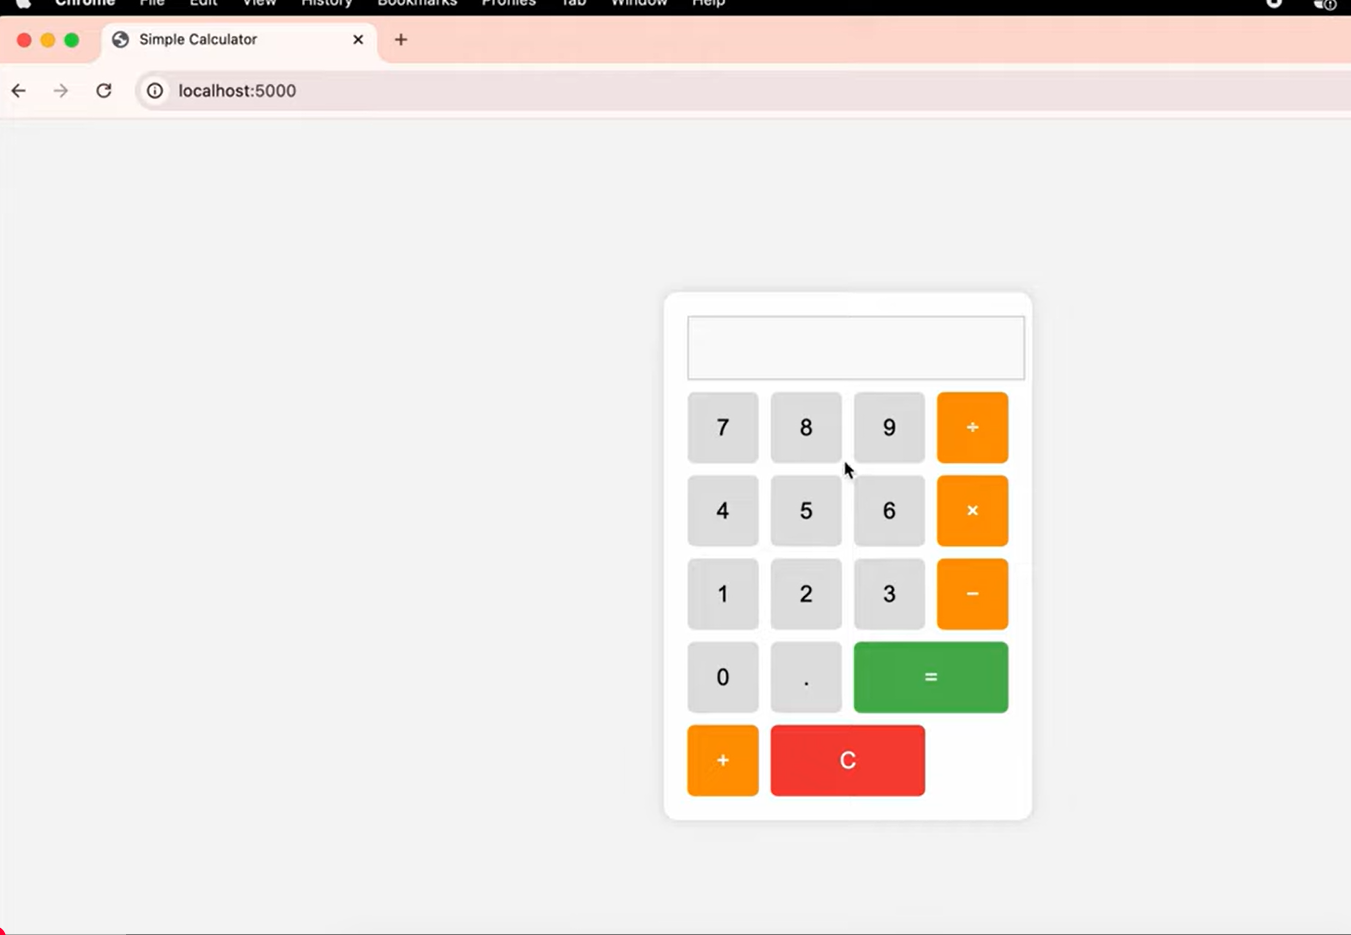 Chrome File Edit View History Bookmarks Profiles Tab Window Help
Simple Calculator
localhost:5000
7 8 9 ÷
4 5 6 ×
1 2 3 −
0 . =
+ C